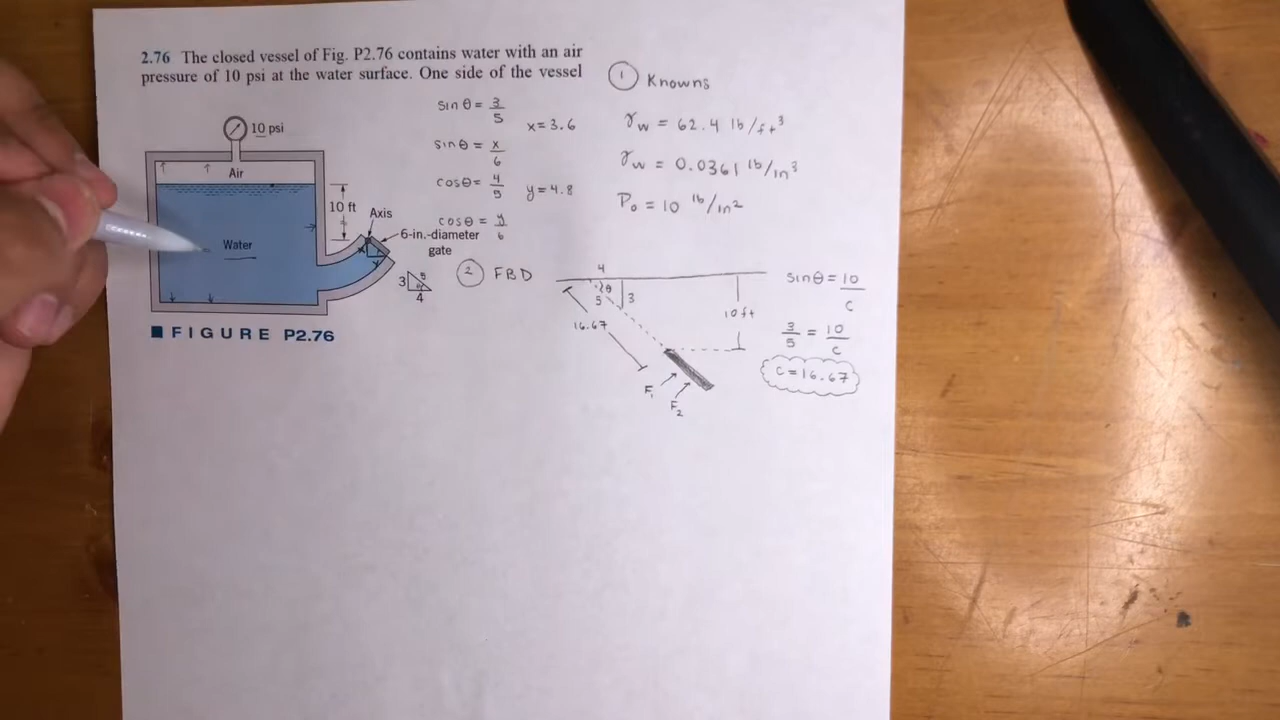 2.76 The closed vessel of Fig. P2.76 contains water with an air
pressure of 10 psi at the water surface. One side of the vessel
10 psi
Air
10 ft
Axis
Water
6-in.-diameter
gate
3
5
4
FIGURE P2.76
sin θ = 3/5
x = 3.6
sin θ = x/6
cos θ = 4/5
y = 4.8
cos θ = y/6
1 Knowns
γw = 62.4 lb/ft³
γw = 0.0361 lb/in³
P₀ = 10 lb/in²
2 FBD
4
θ
5
3
16.67
10ft
F₁
F₂
sin θ = 10/c
3/5 = 10/c
c = 16.67